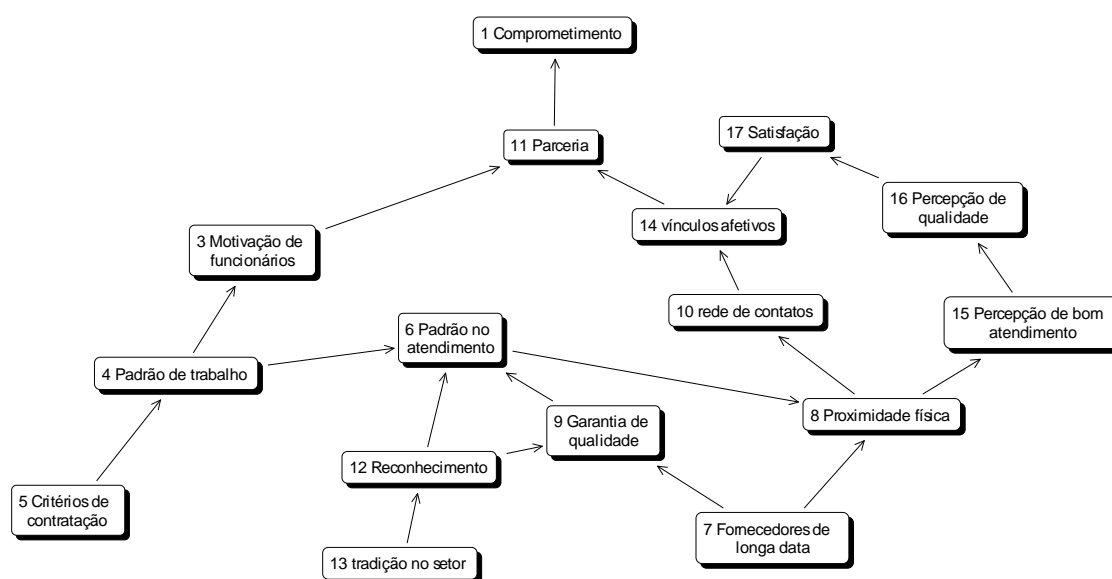 1 Comprometimento
11 Parceria
17 Satisfação
16 Percepção de
qualidade
14 vínculos afetivos
3 Motivação de
funcionários
10 rede de contatos
15 Percepção de bom
atendimento
6 Padrão no
atendimento
4 Padrão de trabalho
8 Proximidade física
9 Garantia de
qualidade
12 Reconhecimento
5 Critérios de
contratação
7 Fornecedores de
longa data
13 tradição no setor